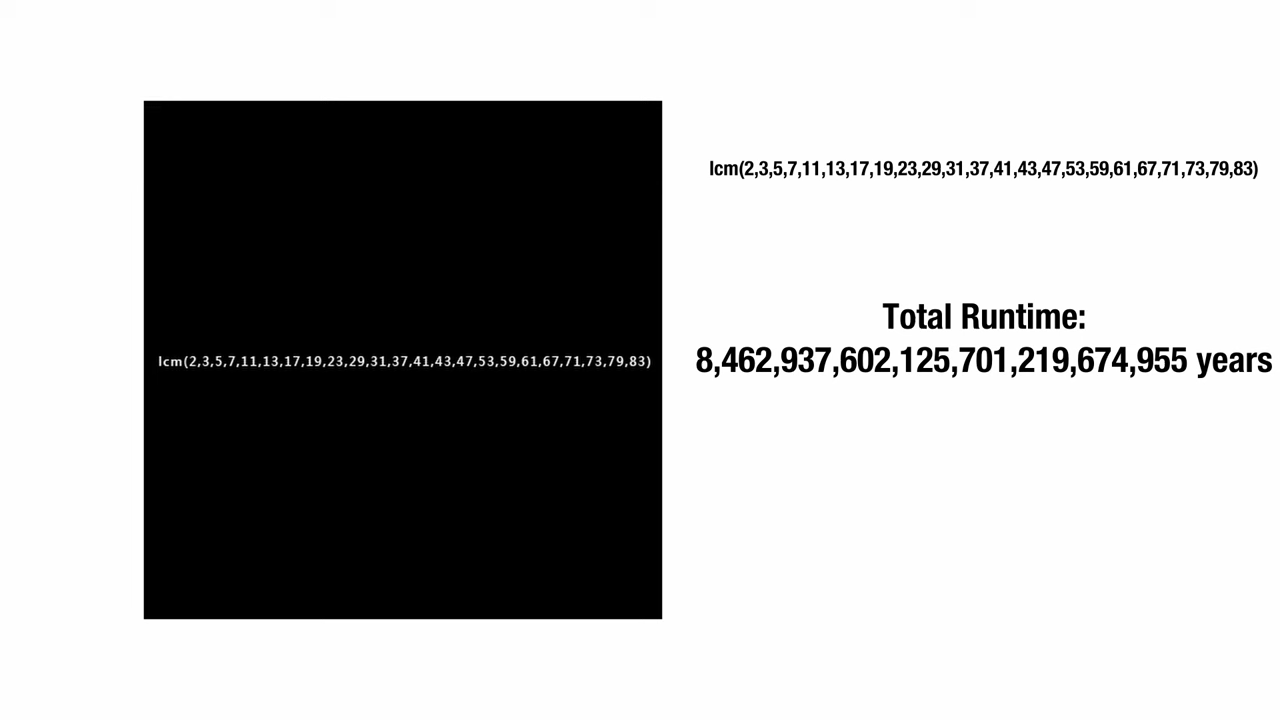 lcm(2,3,5,7,11,13,17,19,23,29,31,37,41,43,47,53,59,61,67,71,73,79,83)
lcm(2,3,5,7,11,13,17,19,23,29,31,37,41,43,47,53,59,61,67,71,73,79,83)
Total Runtime:
8,462,937,602,125,701,219,674,955 years